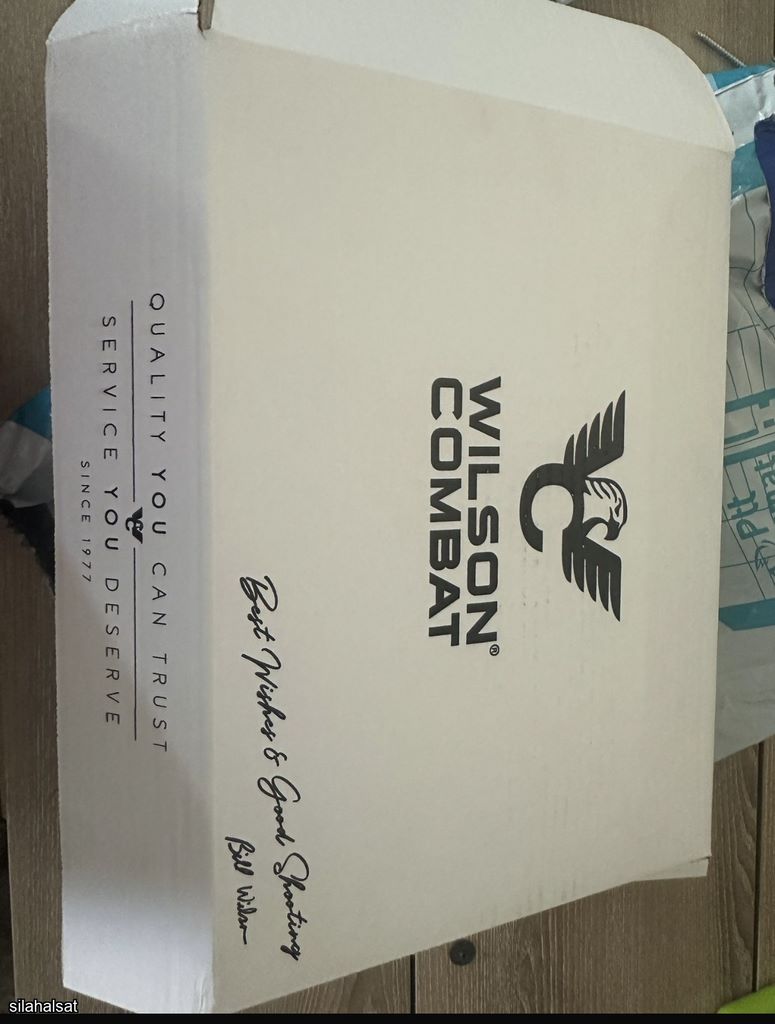 WILSON
COMBAT®
Best Wishes & Good Shooting
Bill Wilson
QUALITY YOU CAN TRUST
SERVICE YOU DESERVE
SINCE 1977
silahalsat